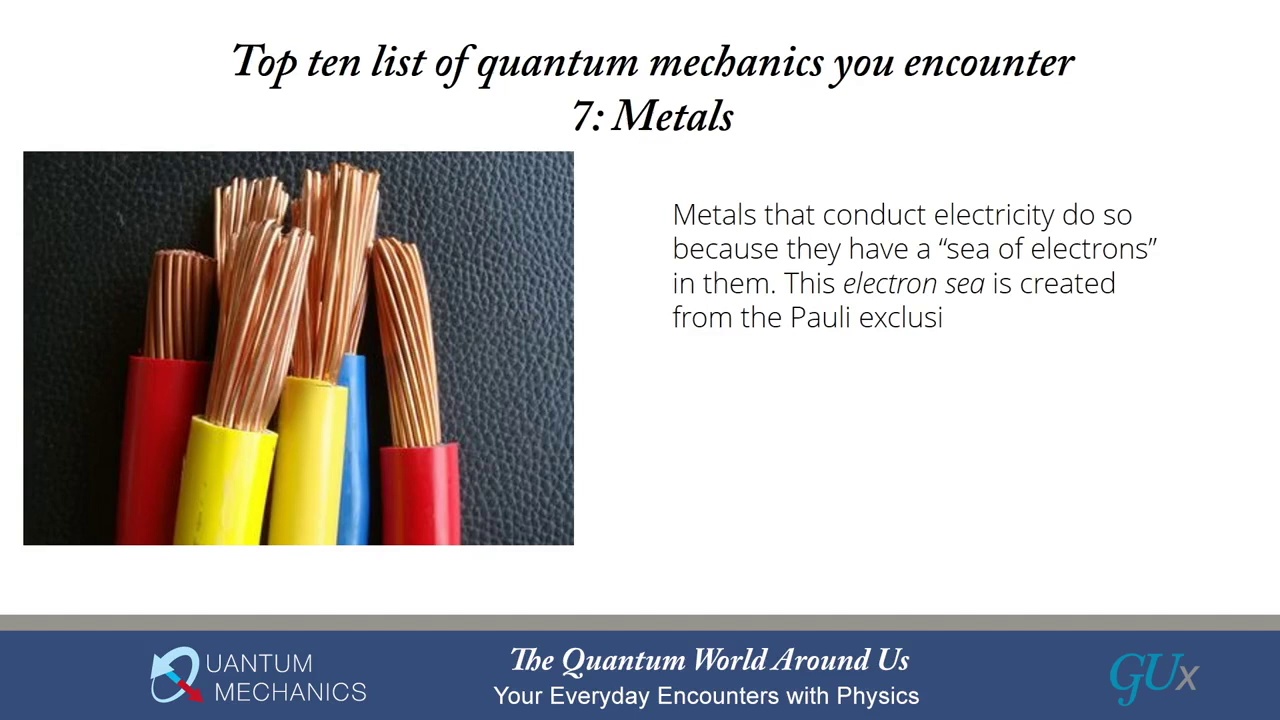 Top ten list of quantum mechanics you encounter
7: Metals
Metals that conduct electricity do so
because they have a “sea of electrons”
in them. This electron sea is created
from the Pauli exclusi
QUANTUM
MECHANICS
The Quantum World Around Us
Your Everyday Encounters with Physics
GUx